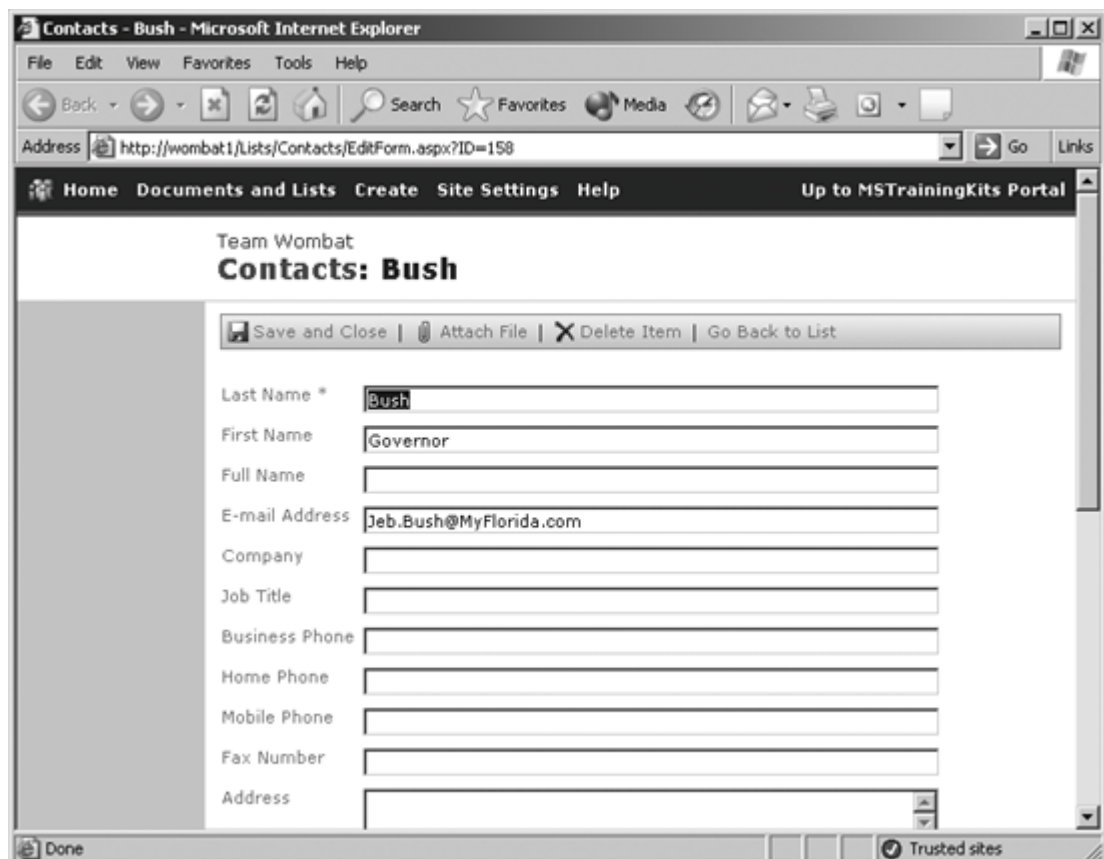 Contacts - Bush - Microsoft Internet Explorer
File Edit View Favorites Tools Help
Back Search Favorites Media
Address http://wombat1/Lists/Contacts/EditForm.aspx?ID=158 Go Links
Home Documents and Lists Create Site Settings Help Up to MSTrainingKits Portal
Team Wombat
Contacts: Bush
Save and Close | Attach File | Delete Item | Go Back to List
Last Name * Bush
First Name Governor
Full Name
E-mail Address Jeb.Bush@MyFlorida.com
Company
Job Title
Business Phone
Home Phone
Mobile Phone
Fax Number
Address
Done Trusted sites